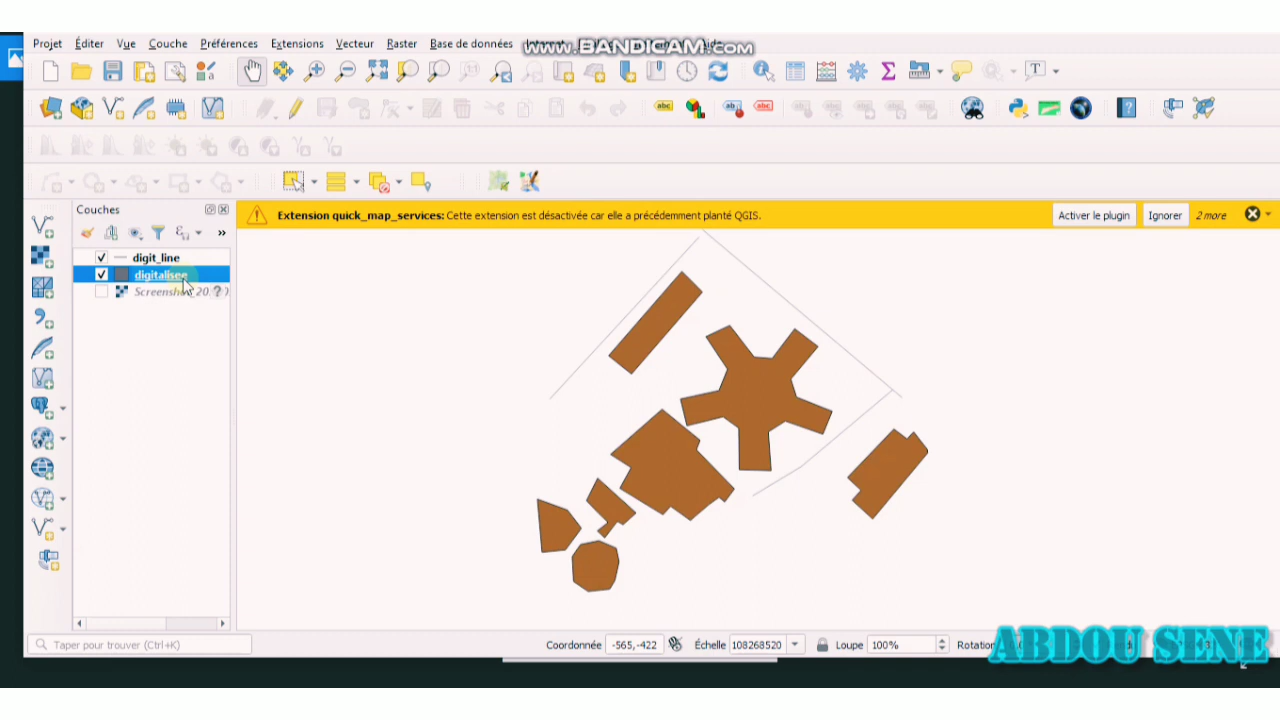 Projet Éditer Vue Couche Préférences Extensions Vecteur Raster Base de données
www.BANDICAM.com
Couches
Extension quick_map_services: Cette extension est désactivée car elle a précédemment planté QGIS.
Activer le plugin
Ignorer
2 more
digit_line
digitalisee
Taper pour trouver (Ctrl+K)
Coordonnée -565,-422 Échelle 108268520 Loupe 100%
ABDOU SENE